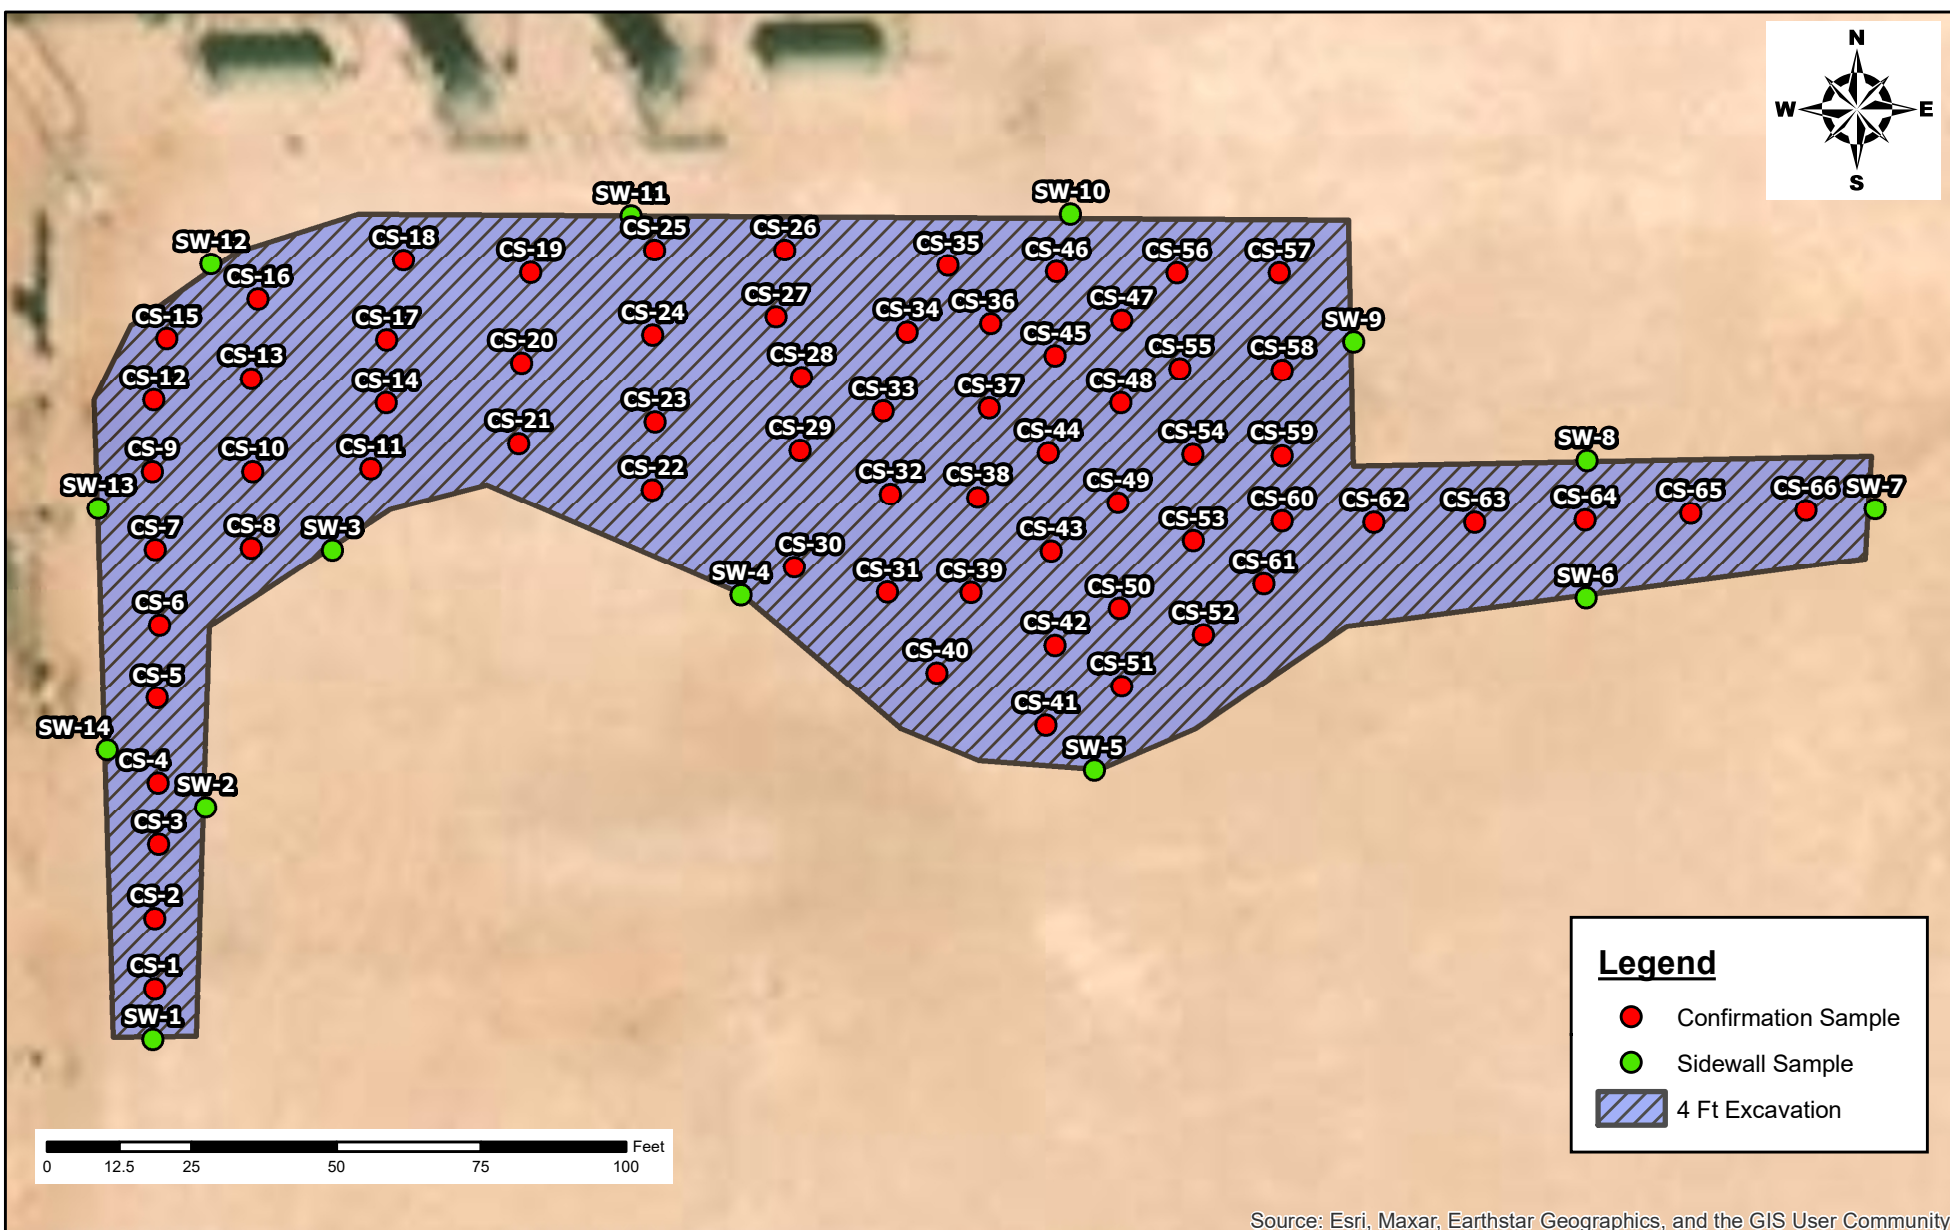 N
W E
S
SW-11
SW-10
CS-25
CS-26
CS-18
SW-12
CS-19
CS-35
CS-46
CS-56
CS-57
CS-16
CS-27
CS-36
CS-47
CS-15
CS-17
CS-24
CS-34
SW-9
CS-45
CS-20
CS-13
CS-28
CS-55
CS-58
CS-12
CS-14
CS-33
CS-37
CS-48
CS-23
CS-21
CS-29
CS-44
CS-54
CS-59
SW-8
CS-9
CS-10
CS-11
CS-22
CS-32
CS-38
CS-49
SW-13
CS-60
CS-62
CS-63
CS-64
CS-65
CS-66
SW-7
CS-7
CS-8
SW-3
CS-53
CS-43
CS-30
CS-61
SW-4
CS-31
CS-39
SW-6
CS-50
CS-6
CS-52
CS-42
CS-40
CS-51
CS-5
CS-41
SW-14
SW-5
CS-4
SW-2
CS-3
CS-2
CS-1
SW-1
Legend
Confirmation Sample
Sidewall Sample
4 Ft Excavation
Feet
0 12.5 25 50 75 100
Source: Esri, Maxar, Earthstar Geographics, and the GIS User Community